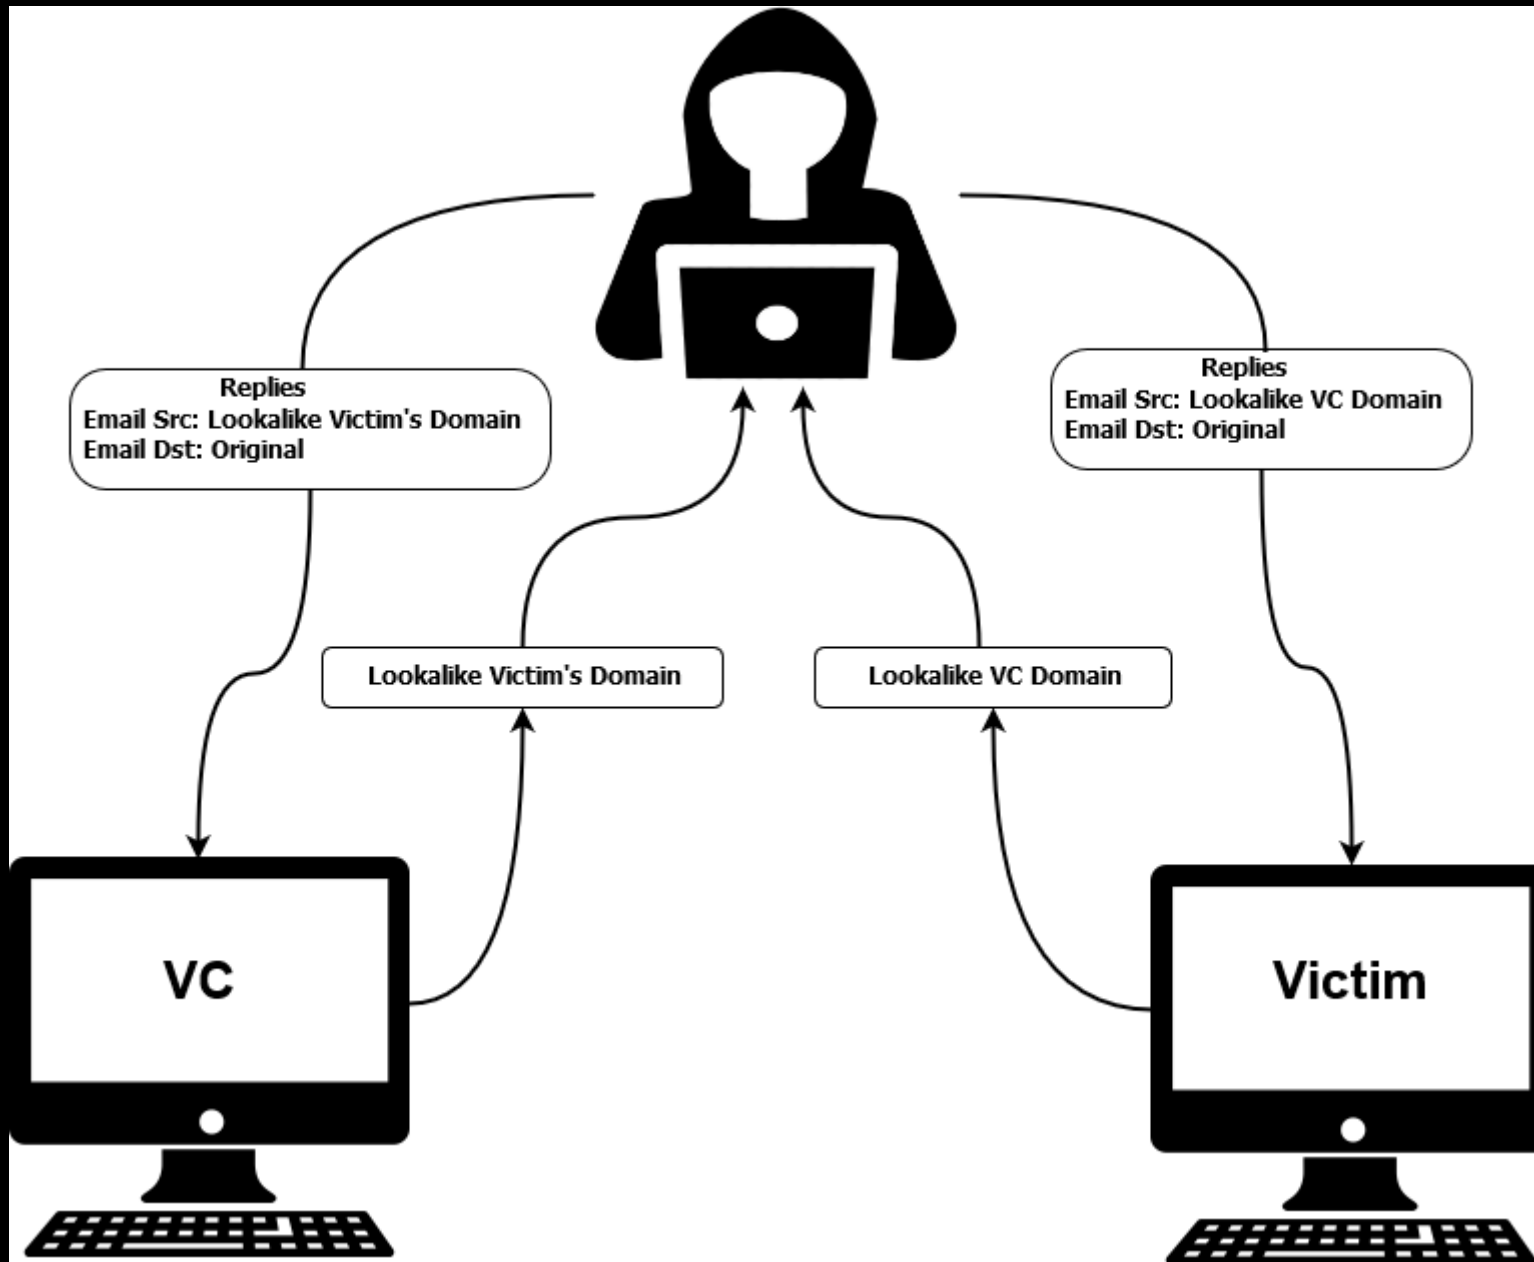 Replies
Email Src: Lookalike Victim's Domain
Email Dst: Original
Replies
Email Src: Lookalike VC Domain
Email Dst: Original
Lookalike Victim's Domain
Lookalike VC Domain
VC
Victim